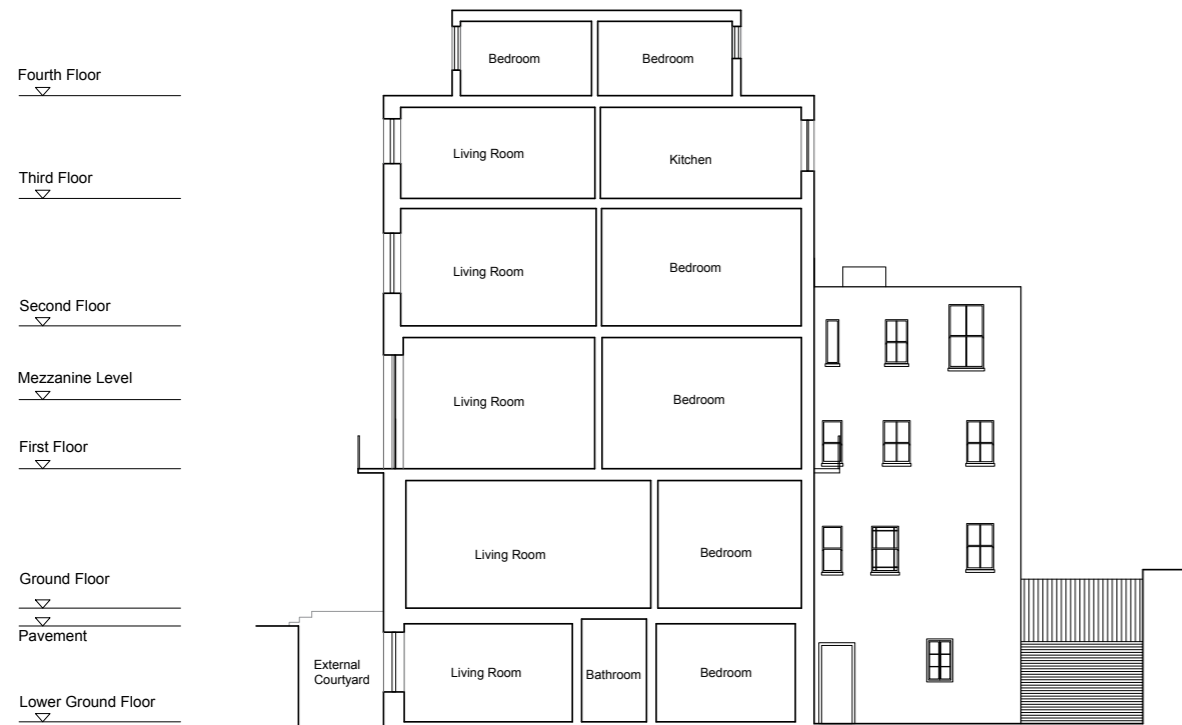 Bedroom
Bedroom
Fourth Floor
Living Room
Kitchen
Third Floor
Living Room
Bedroom
Second Floor
Mezzanine Level
Living Room
Bedroom
First Floor
Living Room
Bedroom
Ground Floor
Pavement
External
Courtyard
Living Room
Bathroom
Bedroom
Lower Ground Floor